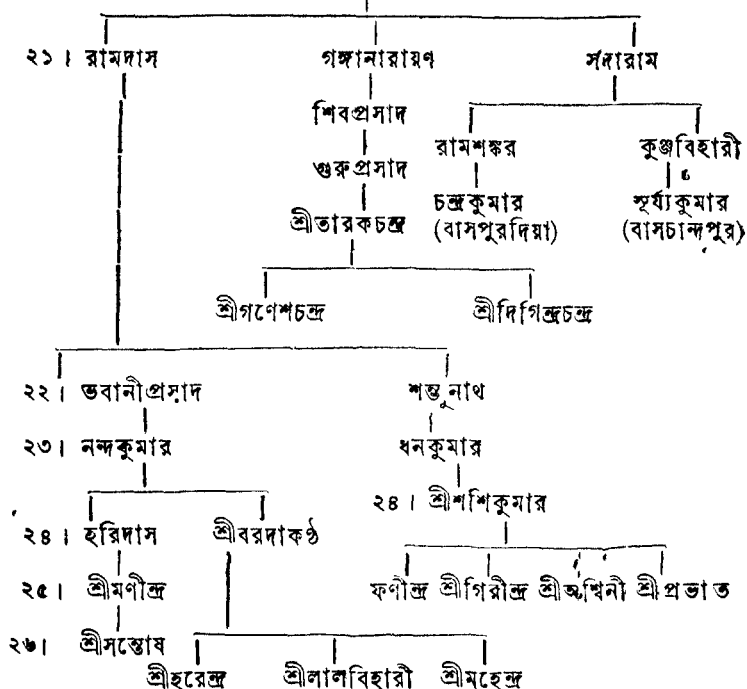 ২১। রামদাস গঙ্গানারায়ণ সদারাম
শিবপ্রসাদ
রামশঙ্কর কুঞ্জবিহারী
গুরুপ্রসাদ
চন্দ্রকুমার সূর্য্যকুমার
শ্রীতারকচন্দ্র (বাসপুরদিয়া) (বাসচান্দপুর)
শ্রীগণেশচন্দ্র শ্রীদিগিন্দ্রচন্দ্র
২২। ভবানীপ্রসাদ শম্ভুনাথ
২৩। নন্দকুমার ধনকুমার
২৪। শ্রীশশিকুমার
২৪। হরিদাস শ্রীবরদাকণ্ঠ
২৫। শ্রীমণীন্দ্র ফণীন্দ্র শ্রীগিরীন্দ্র শ্রীঅশ্বিনী শ্রীপ্রভাত
২৬। শ্রীসন্তোষ
শ্রীহরেন্দ্র শ্রীলালবিহারী শ্রীমহেন্দ্র